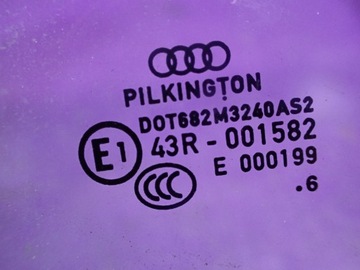 PILKINGTON
DOT682M3240AS2
E1 43R - 001582
E 000199
CCC
.6